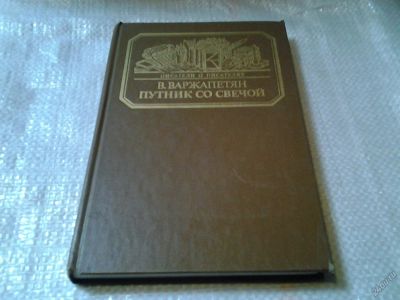 ПИСАТЕЛИ О ПИСАТЕЛЯХ
В. ВАРЖАПЕТЯН
ПУТНИК СО СВЕЧОЙ